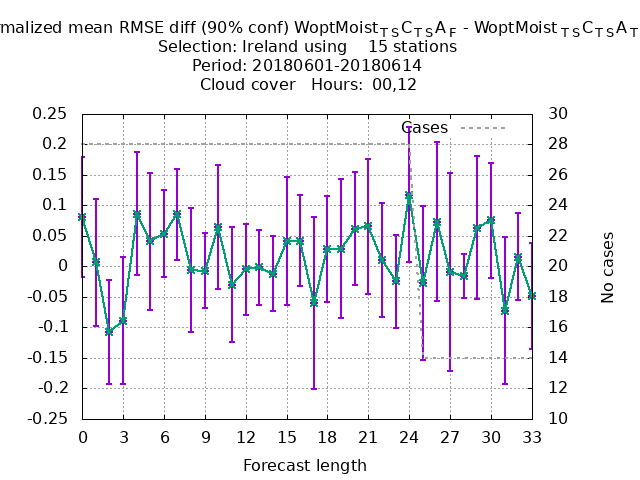 rmalized mean RMSE diff (90% conf) WoptMoistTSCTSAF - WoptMoistTSCTSAT
Selection: Ireland using 15 stations
Period: 20180601-20180614
Cloud cover Hours: 00,12
Cases
0.25
0.2
0.15
0.1
0.05
0
-0.05
-0.1
-0.15
-0.2
-0.25
30
28
26
24
22
20
18
16
14
12
10
No cases
0 3 6 9 12 15 18 21 24 27 30 33
Forecast length